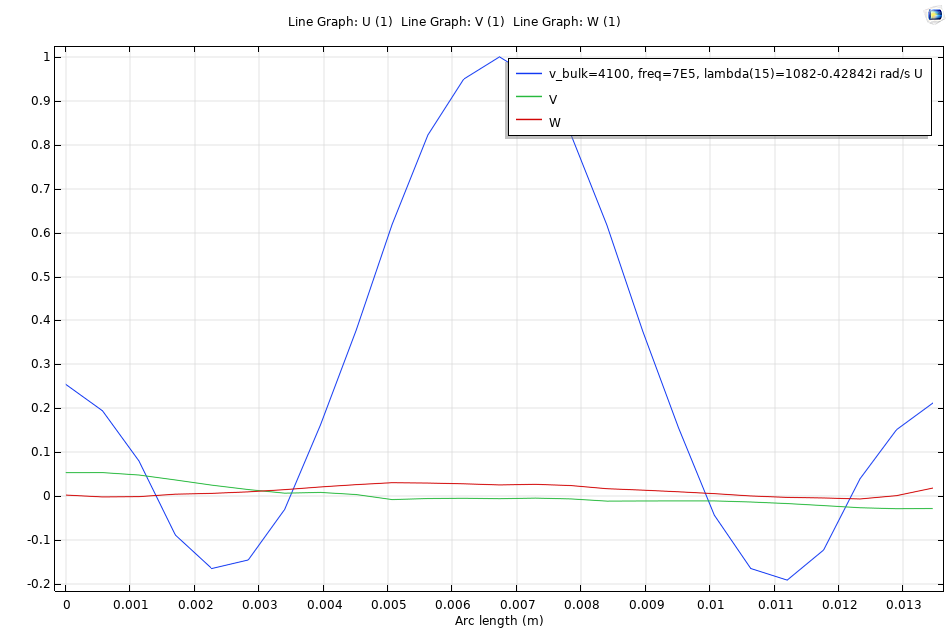 Line Graph: U (1)  Line Graph: V (1)  Line Graph: W (1)
v_bulk=4100, freq=7E5, lambda(15)=1082-0.42842i rad/s U
V
W
1
0.9
0.8
0.7
0.6
0.5
0.4
0.3
0.2
0.1
0
-0.1
-0.2
0 0.001 0.002 0.003 0.004 0.005 0.006 0.007 0.008 0.009 0.01 0.011 0.012 0.013
Arc length (m)